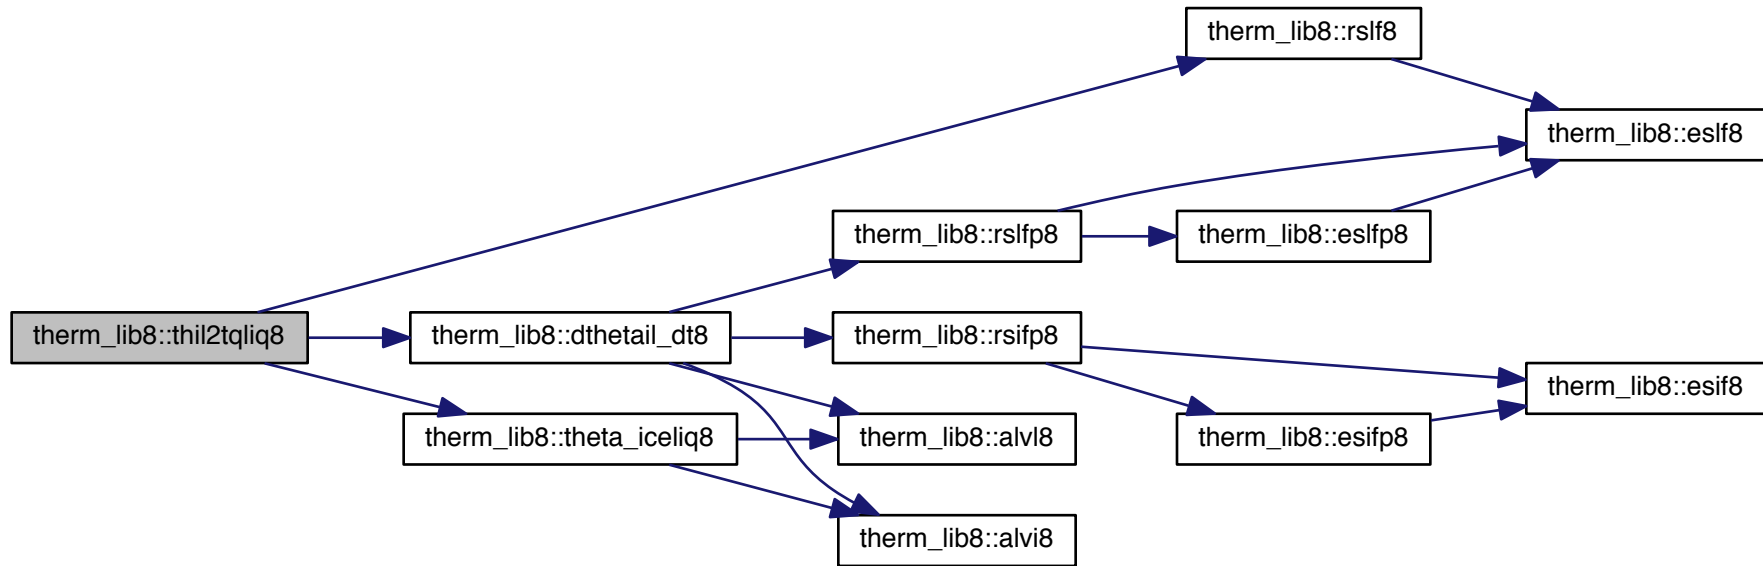 therm_lib8::rslf8
therm_lib8::eslf8
therm_lib8::rslfp8
therm_lib8::eslfp8
therm_lib8::thil2tqliq8
therm_lib8::dthetail_dt8
therm_lib8::rsifp8
therm_lib8::esif8
therm_lib8::theta_iceliq8
therm_lib8::alvl8
therm_lib8::esifp8
therm_lib8::alvi8